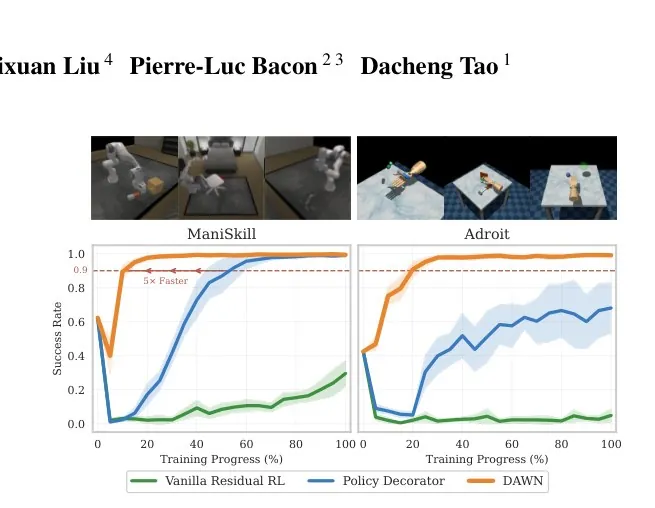 ixuan Liu 4 Pierre-Luc Bacon 2 3 Dacheng Tao 1
ManiSkill
Adroit
1.0
0.9
0.8
0.6
0.4
0.2
0.0
5× Faster
Success Rate
0 20 40 60 80 100
0 20 40 60 80 100
Training Progress (%)
Training Progress (%)
Vanilla Residual RL
Policy Decorator
DAWN